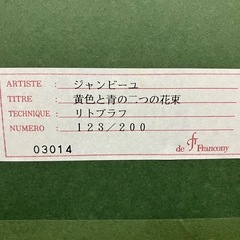 ARTISTE : ジャンビーユ
TITRE : 黄色と青の二つの花束
TECHNIQUE : リトブラフ
NUMERO : 123/200
03014
de Francony